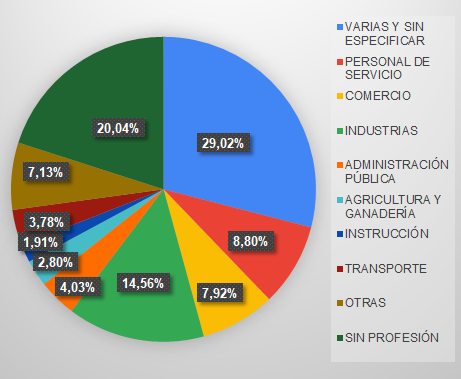 VARIAS Y SIN
ESPECIFICAR
PERSONAL DE
SERVICIO
COMERCIO
INDUSTRIAS
ADMINISTRACIÓN
PÚBLICA
AGRICULTURA Y
GANADERÍA
INSTRUCCIÓN
TRANSPORTE
OTRAS
SIN PROFESIÓN
29,02%
8,80%
7,92%
14,56%
4,03%
2,80%
1,91%
3,78%
7,13%
20,04%